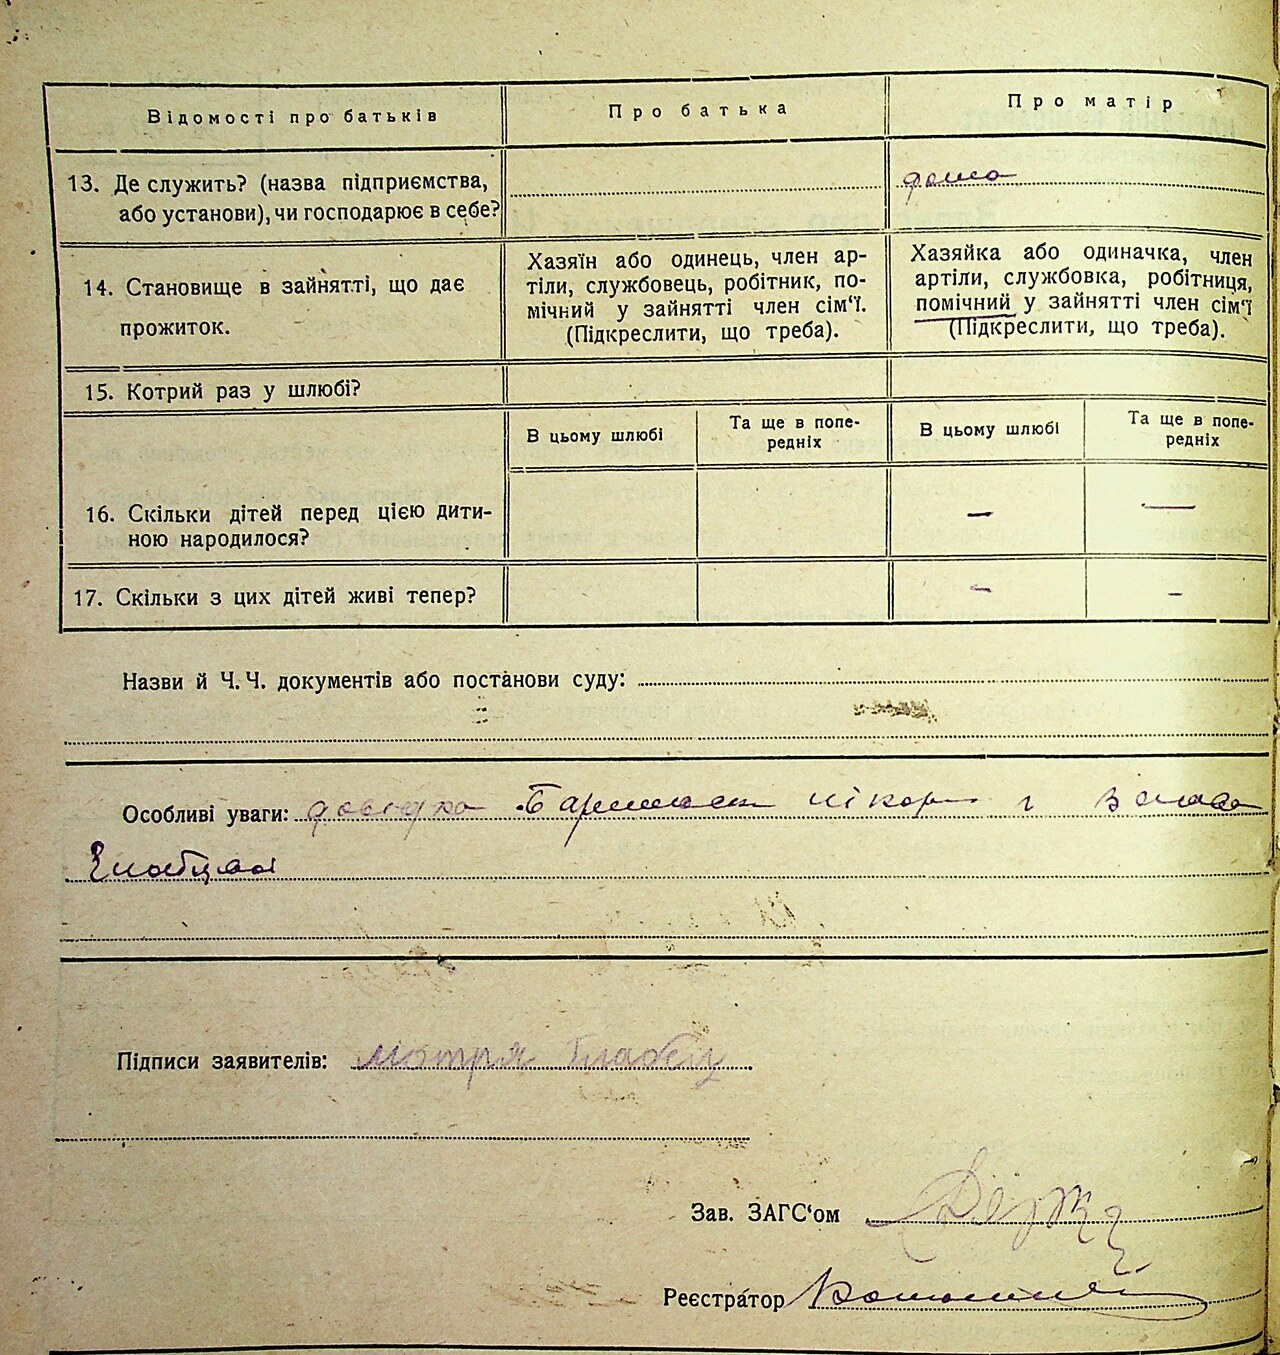 Відомості про батьків
Про батька
Про матір
13. Де служить? (назва підприємства,
або установи), чи господарює в себе?
дома
14. Становище в зайнятті, що дає
прожиток.
Хазяїн або одинець, член ар-
тіли, службовець, робітник, по-
мічний у зайнятті член сім‘ї.
(Підкреслити, що треба).
Хазяйка або одиначка, член
артіли, службовка, робітниця,
помічний у зайнятті член сім‘ї
(Підкреслити, що треба).
15. Котрий раз у шлюбі?
В цьому шлюбі
Та ще в попе-
редніх
В цьому шлюбі
Та ще в попе-
редніх
16. Скільки дітей перед цією дити-
ною народилося?
—
—
17. Скільки з цих дітей живі тепер?
—
—
Назви й Ч. Ч. документів або постанови суду:
Особливі уваги: довідка
Підписи заявителів: Мотря
Зав. ЗАГС‘ом
Реєстратор